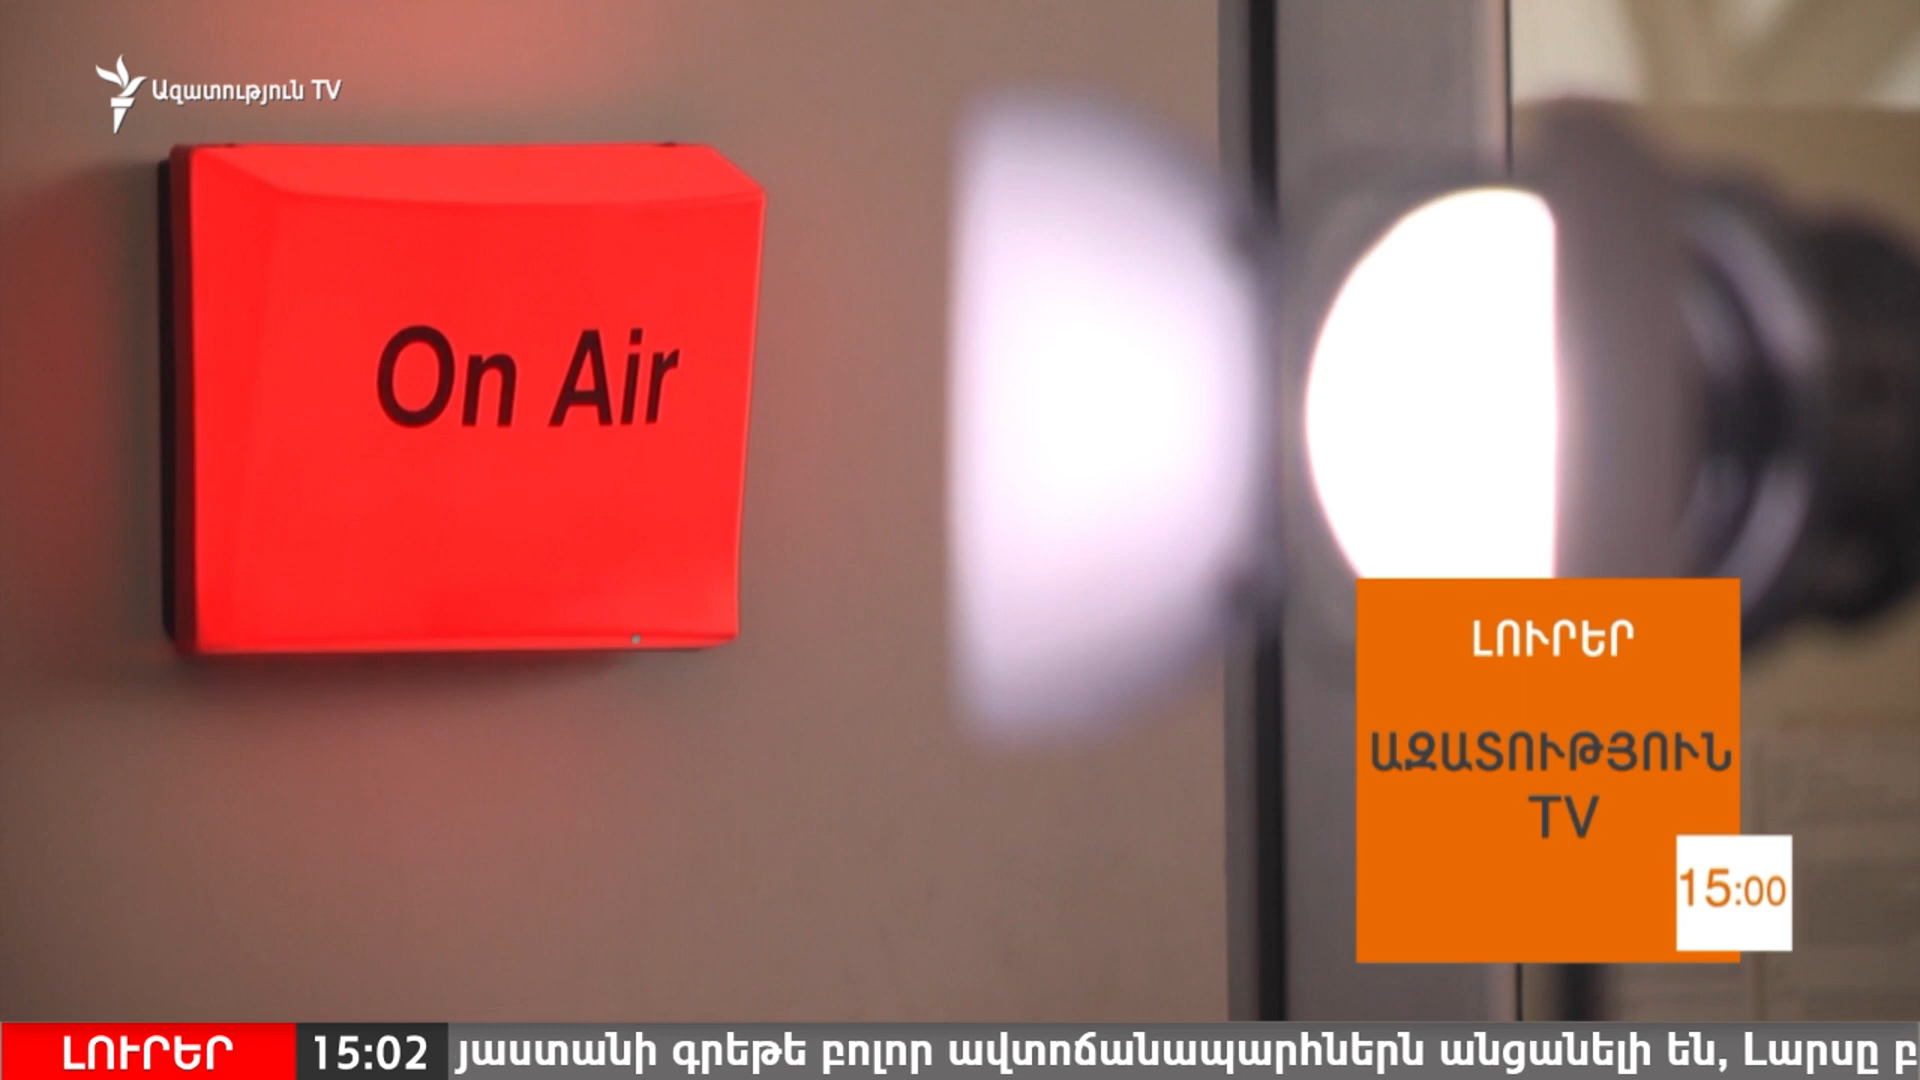 Ազատություն TV
On Air
ԼՈՒՐԵՐ
ԱԶԱՏՈՒԹՅՈՒՆ
TV
15:00
ԼՈՒՐԵՐ 15:02 յաստանի գրեթե բոլոր ավտոճանապարհներն անցանելի են, Լարսը բ